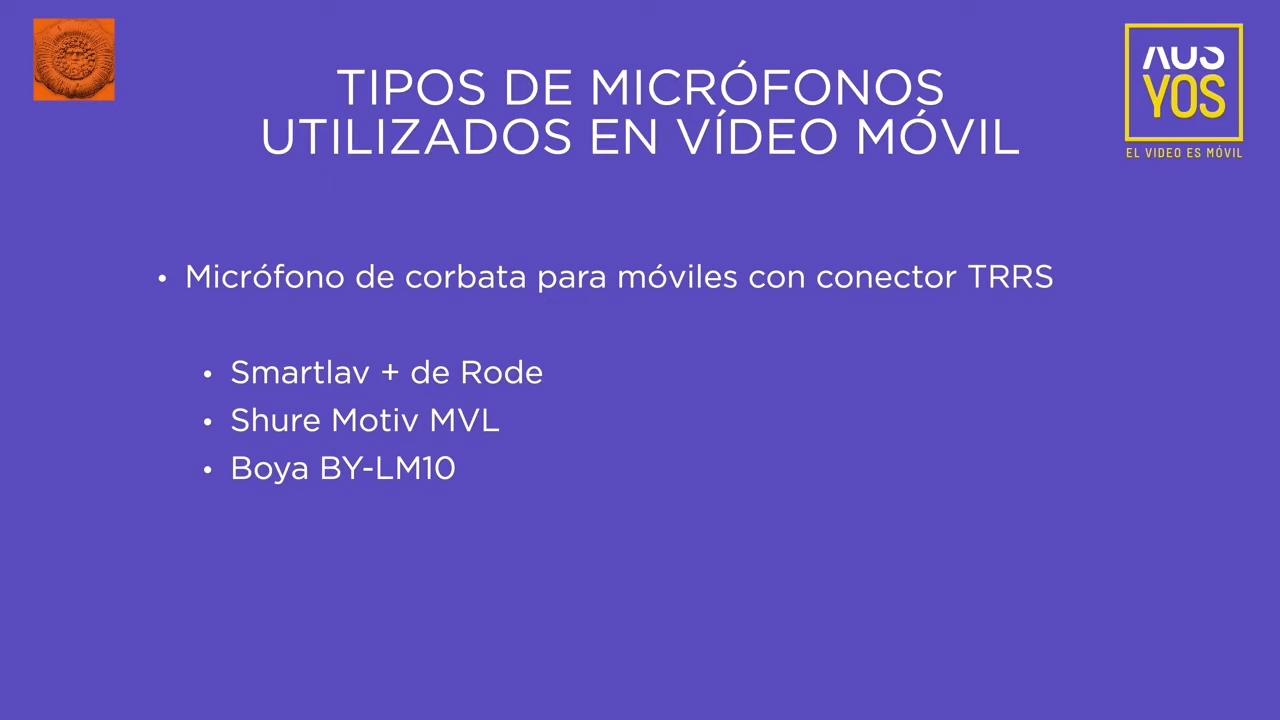 TIPOS DE MICRÓFONOS
UTILIZADOS EN VÍDEO MÓVIL
YOS
EL VIDEO ES MÓVIL
• Micrófono de corbata para móviles con conector TRRS
• Smartlav + de Rode
• Shure Motiv MVL
• Boya BY-LM10